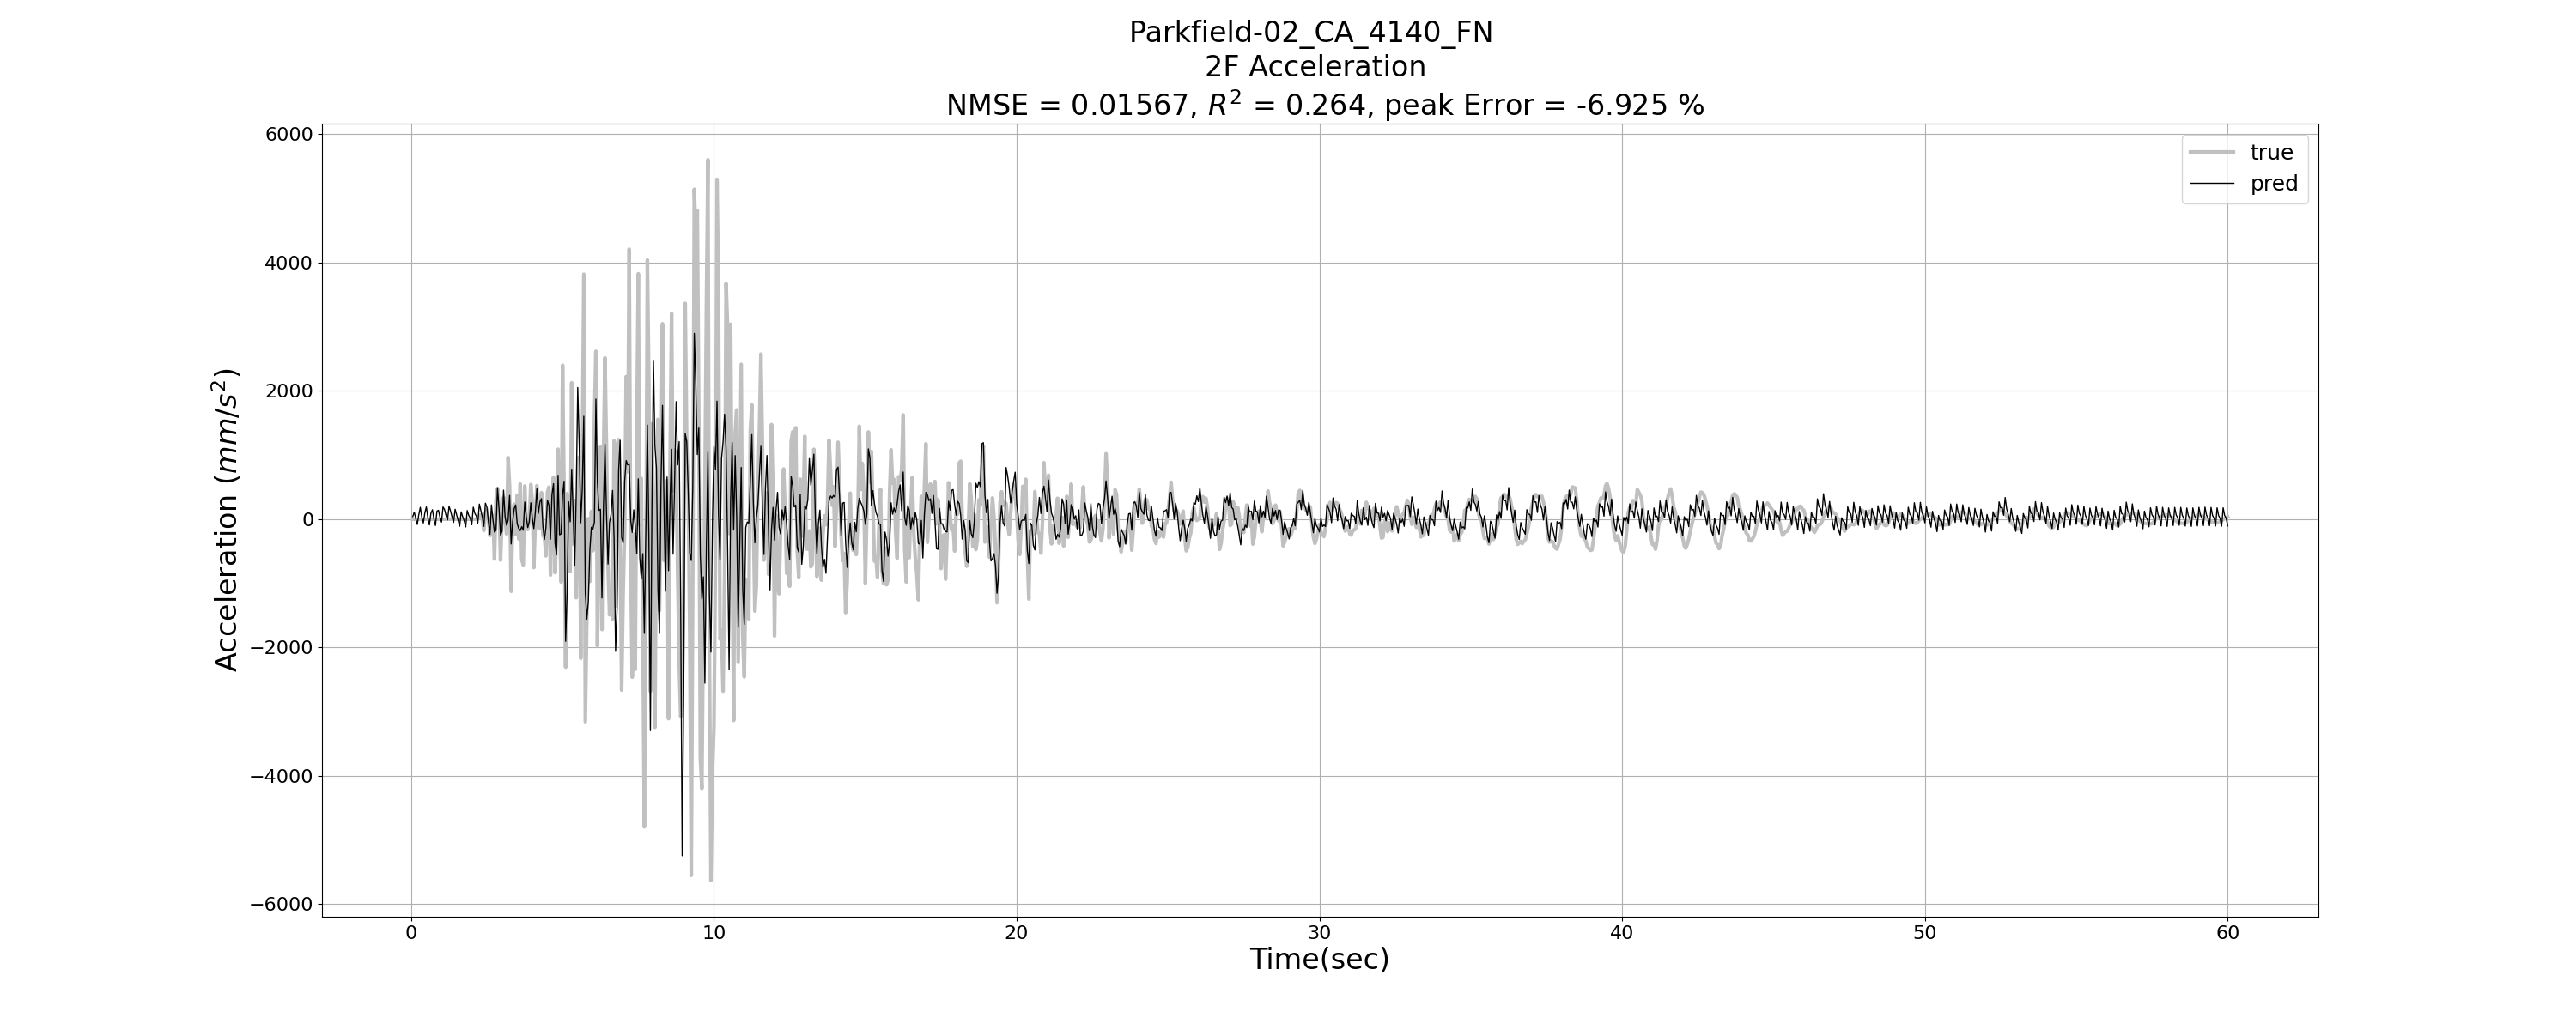 Parkfield-02_CA_4140_FN
2F Acceleration
NMSE = 0.01567, R² = 0.264, peak Error = -6.925 %
true
pred
6000
4000
2000
0
−2000
−4000
−6000
Acceleration (mm/s²)
0 10 20 30 40 50 60
Time(sec)